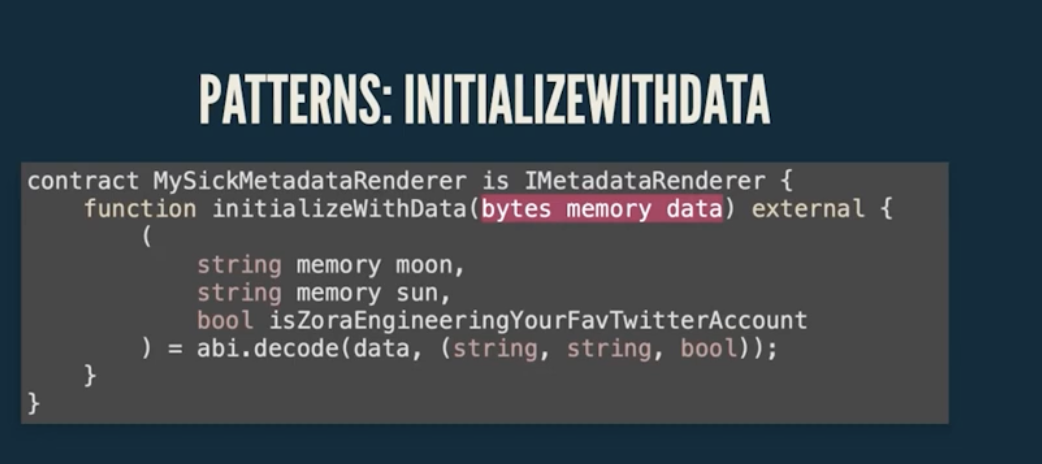 PATTERNS: INITIALIZEWITHDATA
contract MySickMetadataRenderer is IMetadataRenderer {
    function initializeWithData(bytes memory data) external {
        (
            string memory moon,
            string memory sun,
            bool isZoraEngineeringYourFavTwitterAccount
        ) = abi.decode(data, (string, string, bool));
    }
}